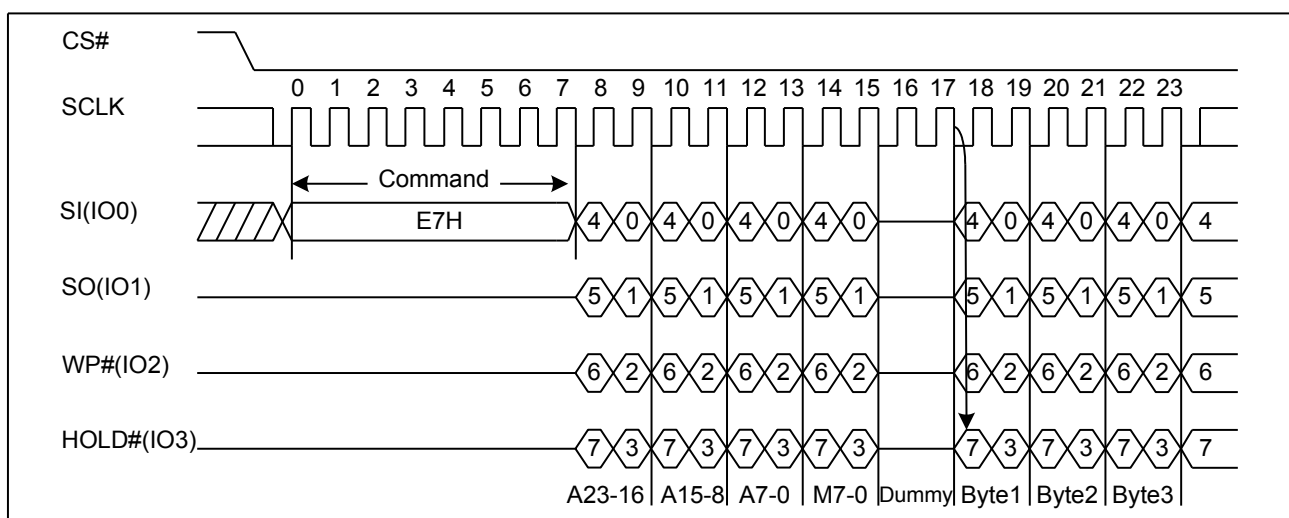 CS#
0 1 2 3 4 5 6 7 8 9 10 11 12 13 14 15 16 17 18 19 20 21 22 23
SCLK
Command
SI(IO0) E7H 4 0 4 0 4 0 4 0 4 0 4 0 4 0 4
SO(IO1) 5 1 5 1 5 1 5 1 5 1 5 1 5 1 5
WP#(IO2) 6 2 6 2 6 2 6 2 6 2 6 2 6 2 6
HOLD#(IO3) 7 3 7 3 7 3 7 3 7 3 7 3 7 3 7
A23-16 A15-8 A7-0 M7-0 Dummy Byte1 Byte2 Byte3